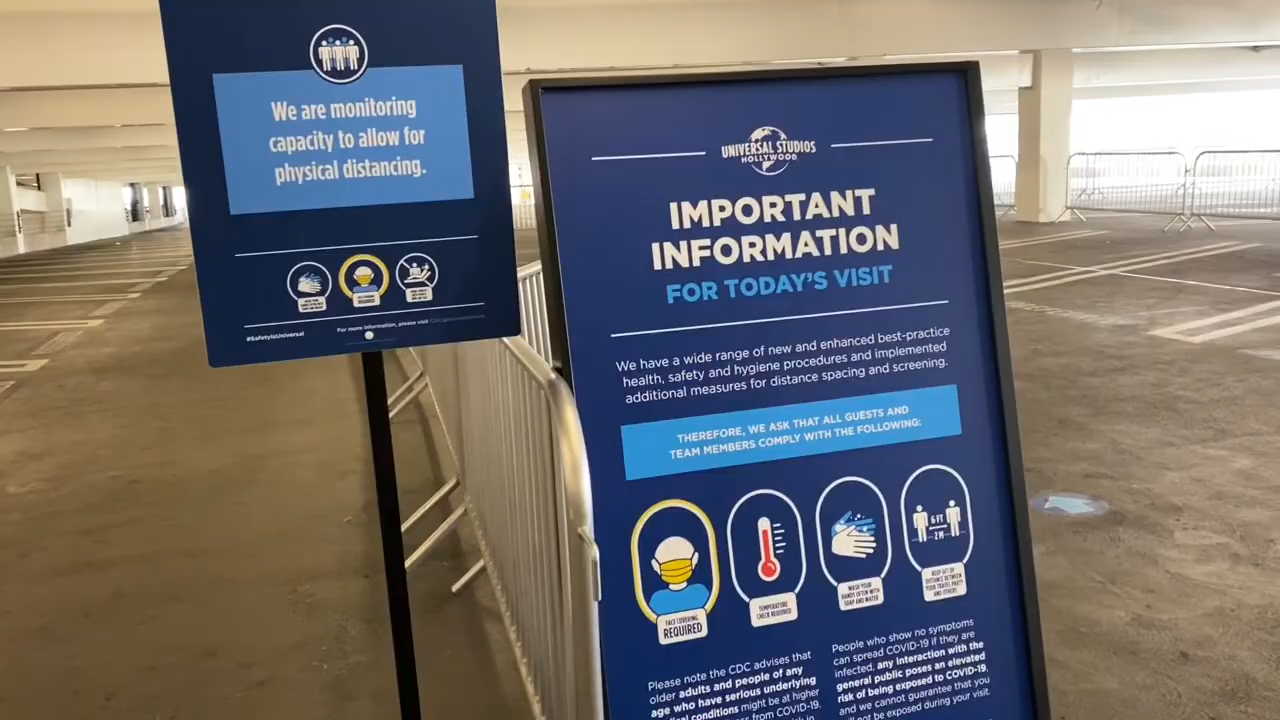 We are monitoring
capacity to allow for
physical distancing.
#SafetyIsUniversal
For more information, please visit
UNIVERSAL STUDIOS
HOLLYWOOD
IMPORTANT
INFORMATION
FOR TODAY'S VISIT
We have a wide range of new and enhanced best-practice
health, safety and hygiene procedures and implemented
additional measures for distance spacing and screening.
THEREFORE, WE ASK THAT ALL GUESTS AND
TEAM MEMBERS COMPLY WITH THE FOLLOWING:
FACE COVERING
REQUIRED
TEMPERATURE
CHECK REQUIRED
WASH YOUR
HANDS OFTEN WITH
SOAP AND WATER
6 FT
2 M
KEEP 6FT OF
DISTANCE BETWEEN
YOUR TRAVEL PARTY
AND OTHERS
Please note the CDC advises that
older adults and people of any
age who have serious underlying
conditions might be at higher
from COVID-19.
People who show no symptoms
can spread COVID-19 if they are
infected, any interaction with the
general public poses an elevated
risk of being exposed to COVID-19,
and we cannot guarantee that you
not be exposed during your visit.